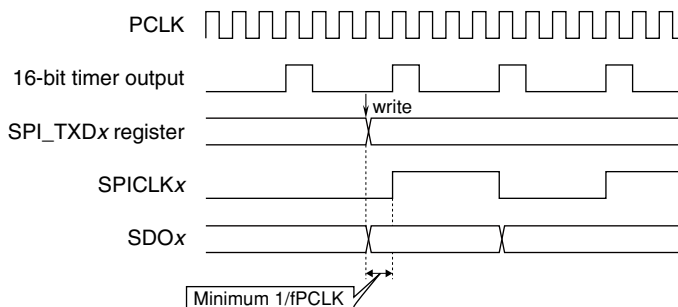 PCLK
16-bit timer output
write
SPI_TXDx register
SPICLKx
SDOx
Minimum 1/fPCLK